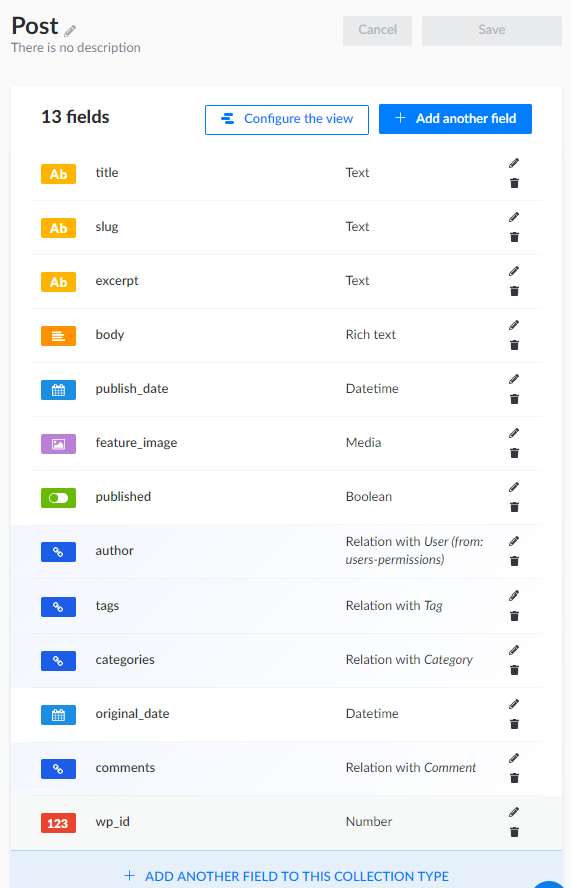 Post
There is no description
Cancel
Save
13 fields
Configure the view
+ Add another field
Ab title Text
Ab slug Text
Ab excerpt Text
body Rich text
publish_date Datetime
feature_image Media
published Boolean
author Relation with User (from:
users-permissions)
tags Relation with Tag
categories Relation with Category
original_date Datetime
comments Relation with Comment
123 wp_id Number
+ ADD ANOTHER FIELD TO THIS COLLECTION TYPE